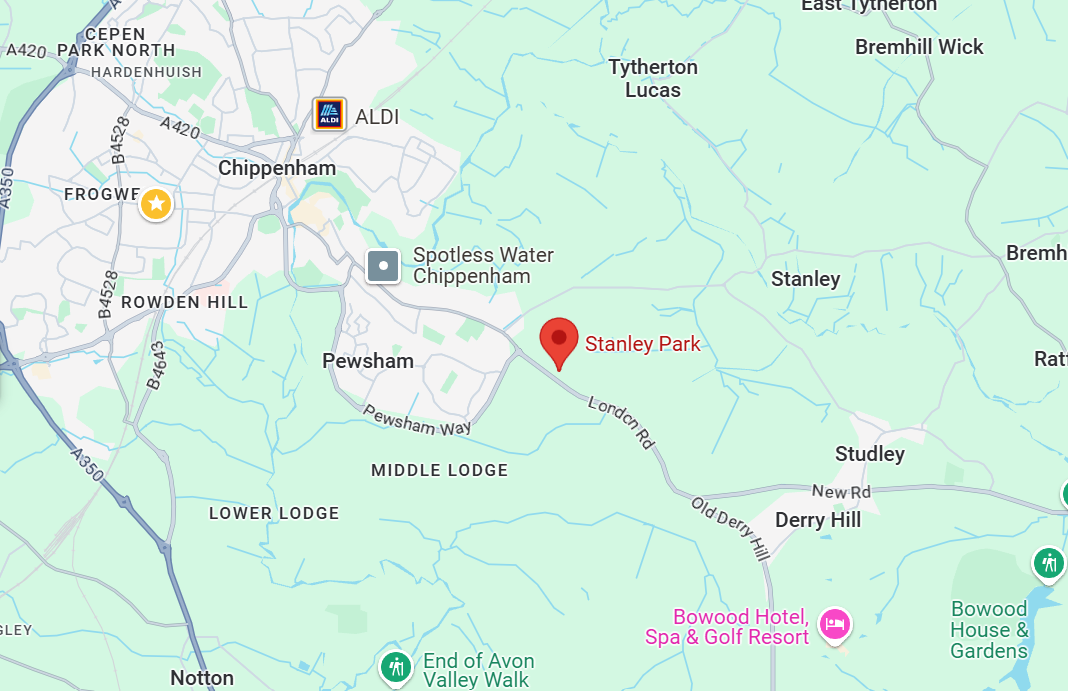 East Tytherton
CEPEN
PARK NORTH
A420
HARDENHUISH
Bremhill Wick
Tytherton
Lucas
ALDI
ALDI
A420
B4528
Chippenham
A350
FROGWE
Spotless Water
Chippenham
Bremh
Stanley
B4528
ROWDEN HILL
Stanley Park
Pewsham
B4643
Ratf
London Rd
Pewsham Way
Studley
A350
MIDDLE LODGE
New Rd
LOWER LODGE
Old Derry Hill
Derry Hill
Bowood Hotel,
Spa & Golf Resort
Bowood
House &
Gardens
GLEY
End of Avon
Valley Walk
Notton